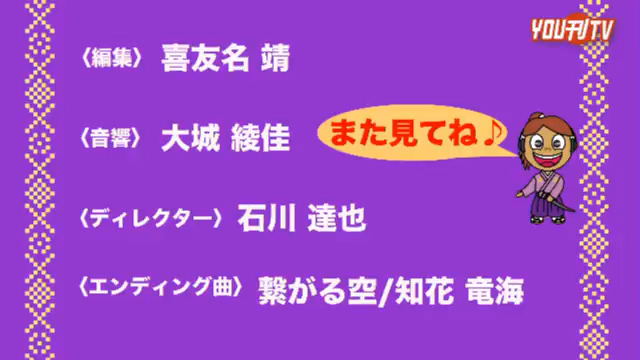 YOU刊TV
〈編集〉 喜友名 靖
〈音響〉 大城 綾佳
また見てね♪
〈ディレクター〉 石川 達也
〈エンディング曲〉 繋がる空/知花 竜海